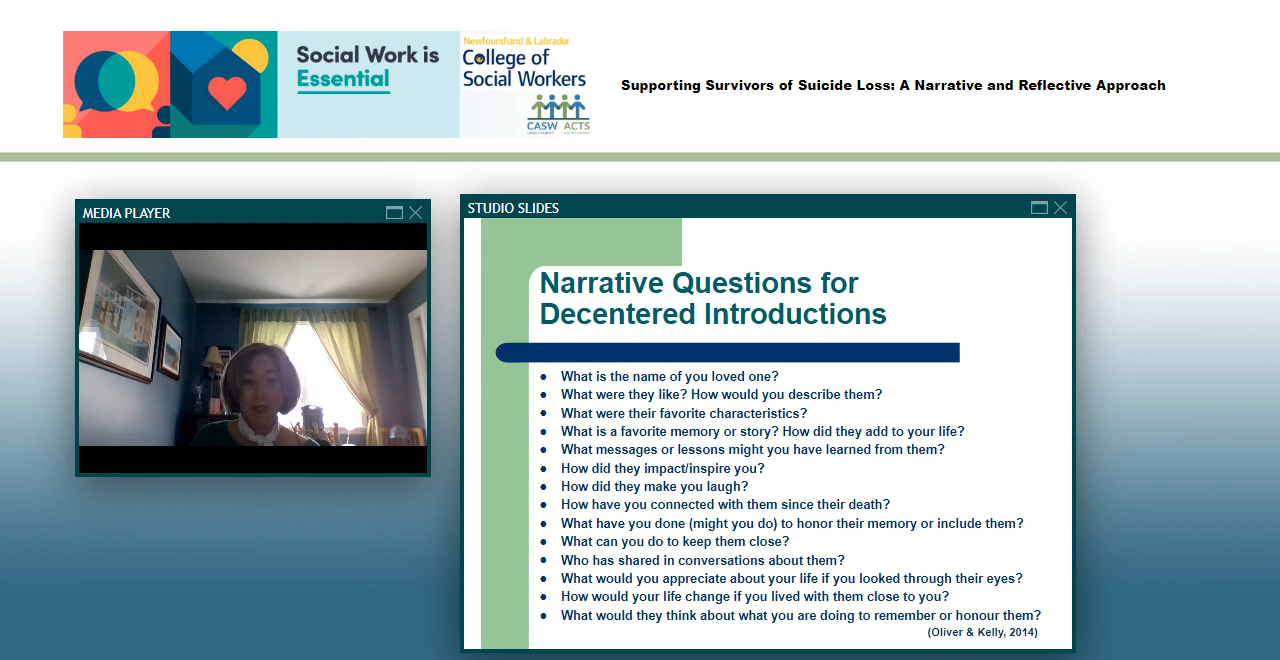 Social Work is
Essential
Newfoundland & Labrador
College of
Social Workers
CASW ACTS
Supporting Survivors of Suicide Loss: A Narrative and Reflective Approach
MEDIA PLAYER
STUDIO SLIDES
Narrative Questions for
Decentered Introductions
● What is the name of you loved one?
● What were they like? How would you describe them?
● What were their favorite characteristics?
● What is a favorite memory or story? How did they add to your life?
● What messages or lessons might you have learned from them?
● How did they impact/inspire you?
● How did they make you laugh?
● How have you connected with them since their death?
● What have you done (might you do) to honor their memory or include them?
● What can you do to keep them close?
● Who has shared in conversations about them?
● What would you appreciate about your life if you looked through their eyes?
● How would your life change if you lived with them close to you?
● What would they think about what you are doing to remember or honour them?
(Oliver & Kelly, 2014)